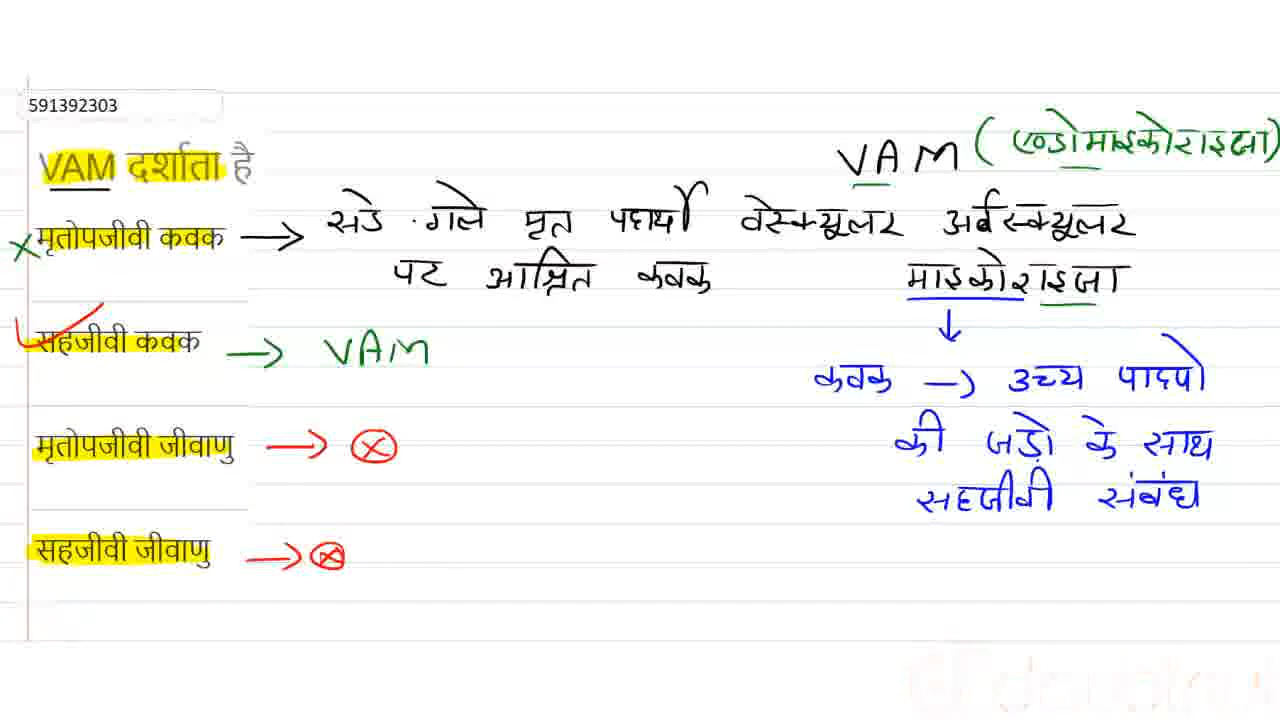 591392303
VAM दर्शाता है
VAM (एण्डोमाइकोराइजा)
मृतोपजीवी कवक → सडे . गले मृत पदार्थो
पर आश्रित कवक
वेस्क्यूलर अर्बस्क्यूलर
माइकोराइजा
↓
कवक → उच्य पादपो
की जड़ो के साथ
सहजीवी संबंध
सहजीवी कवक → VAM
मृतोपजीवी जीवाणु →
सहजीवी जीवाणु →
doubtnut